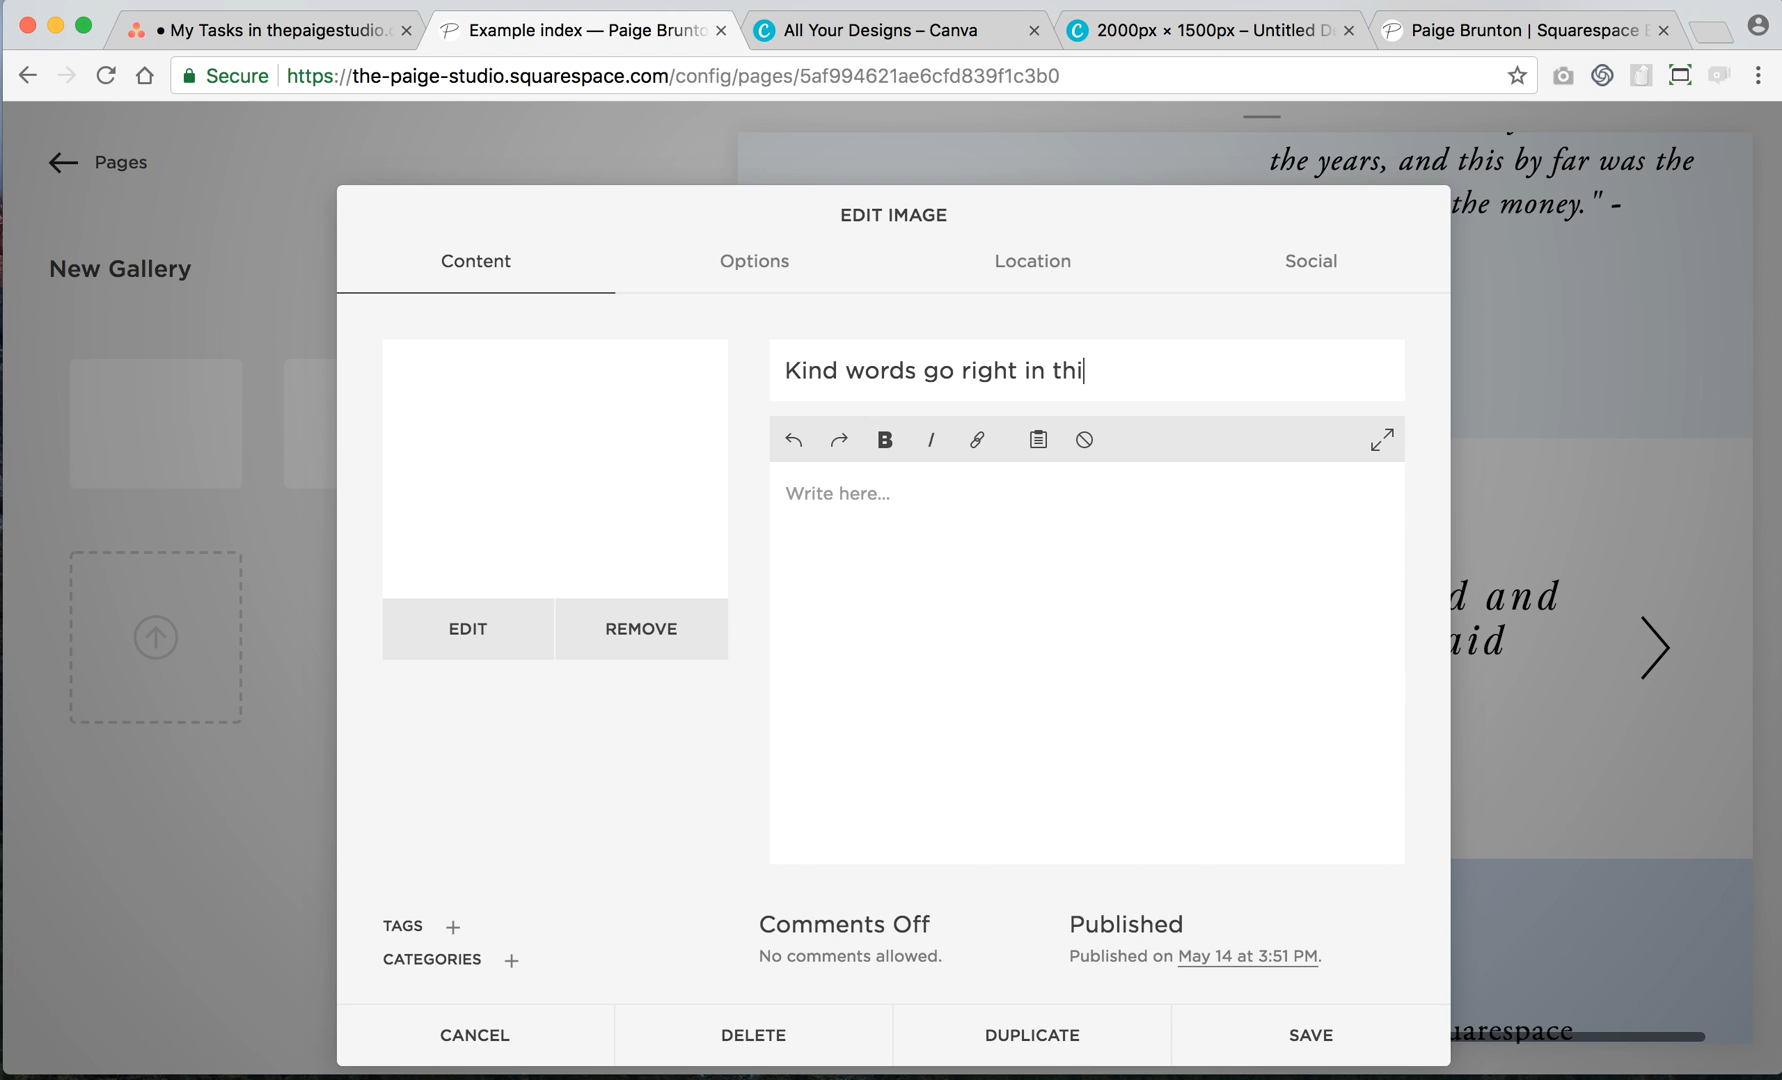 ● My Tasks in thepaigestudio.c
Example index — Paige Brunto
All Your Designs – Canva
2000px × 1500px – Untitled D
Paige Brunton | Squarespace
Secure
https://the-paige-studio.squarespace.com/config/pages/5af994621ae6cfd839f1c3b0
Pages
the years, and this by far was the
the money." -
EDIT IMAGE
Content
Options
Location
Social
New Gallery
Kind words go right in thi
B
I
Write here...
EDIT
REMOVE
d and
aid
TAGS +
CATEGORIES +
Comments Off
No comments allowed.
Published
Published on May 14 at 3:51 PM.
uarespace
CANCEL
DELETE
DUPLICATE
SAVE